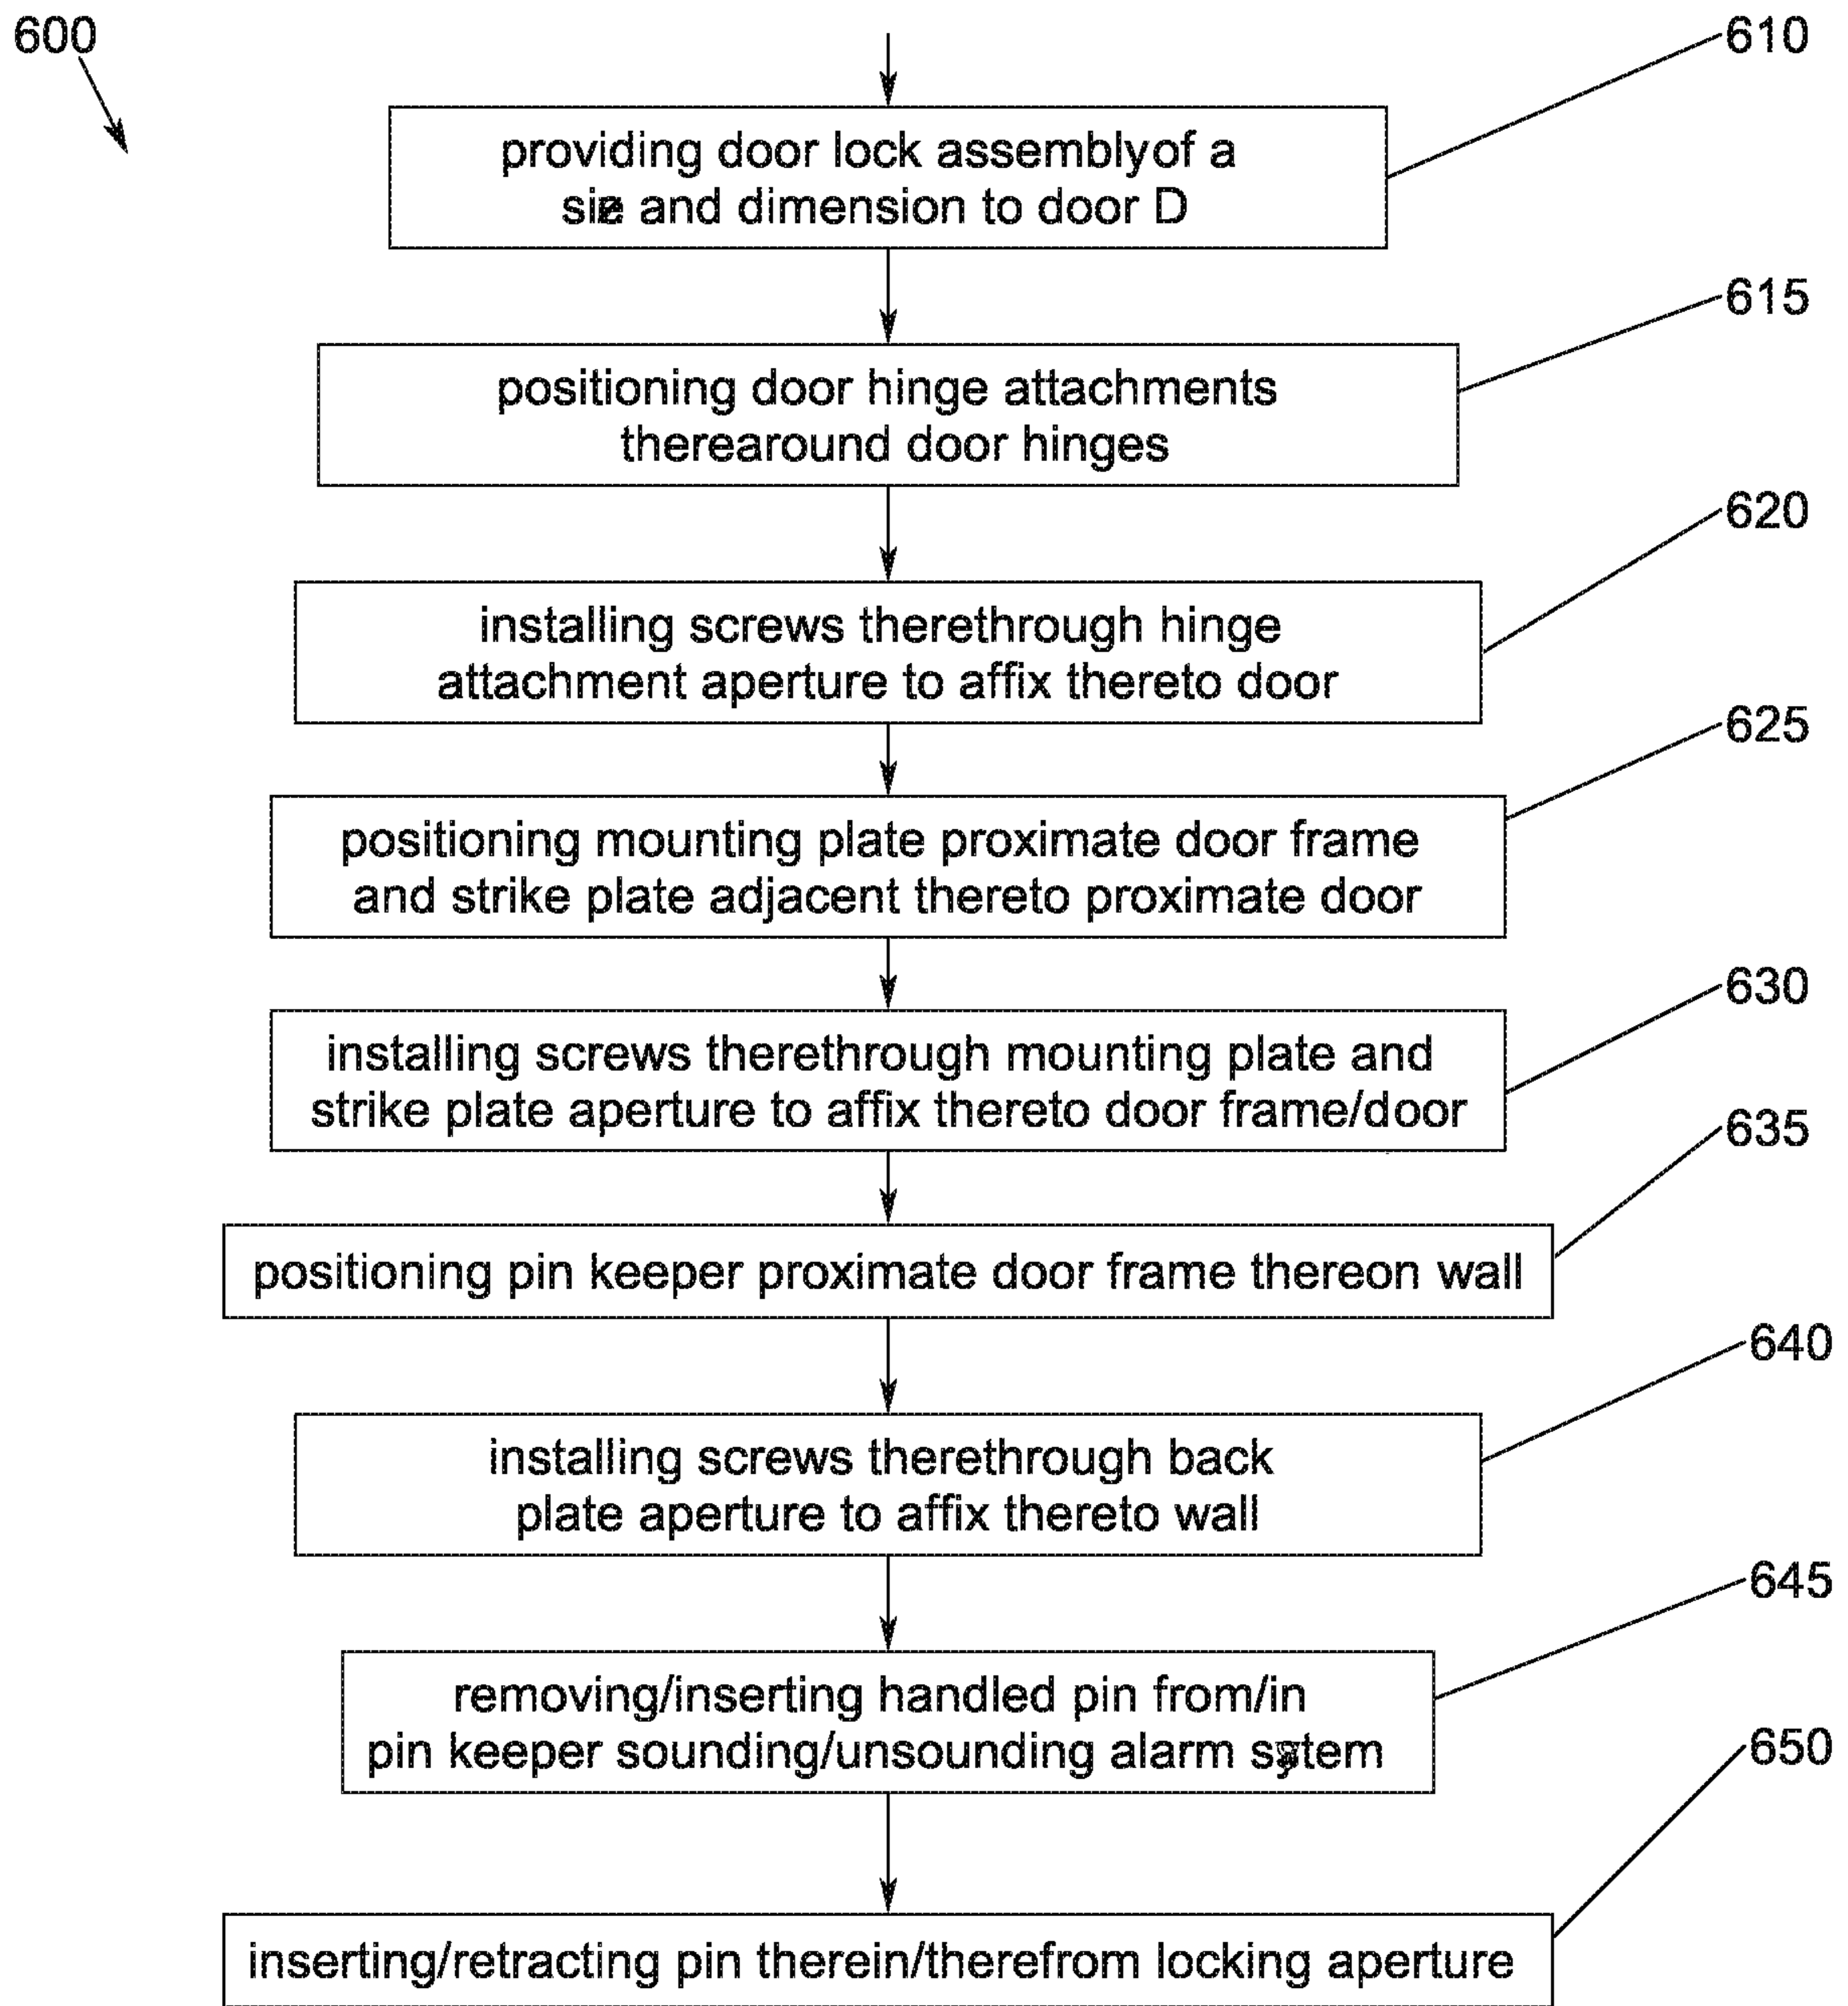 600
610
providing door lock assembly of a
size and dimension to door D
615
positioning door hinge attachments
therearound door hinges
620
installing screws therethrough hinge
attachment aperture to affix thereto door
625
positioning mounting plate proximate door frame
and strike plate adjacent thereto proximate door
630
installing screws therethrough mounting plate and
strike plate aperture to affix thereto door frame/door
635
positioning pin keeper proximate door frame thereon wall
640
installing screws therethrough back
plate aperture to affix thereto wall
645
removing/inserting handled pin from/in
pin keeper sounding/unsounding alarm system
650
inserting/retracting pin therein/therefrom locking aperture